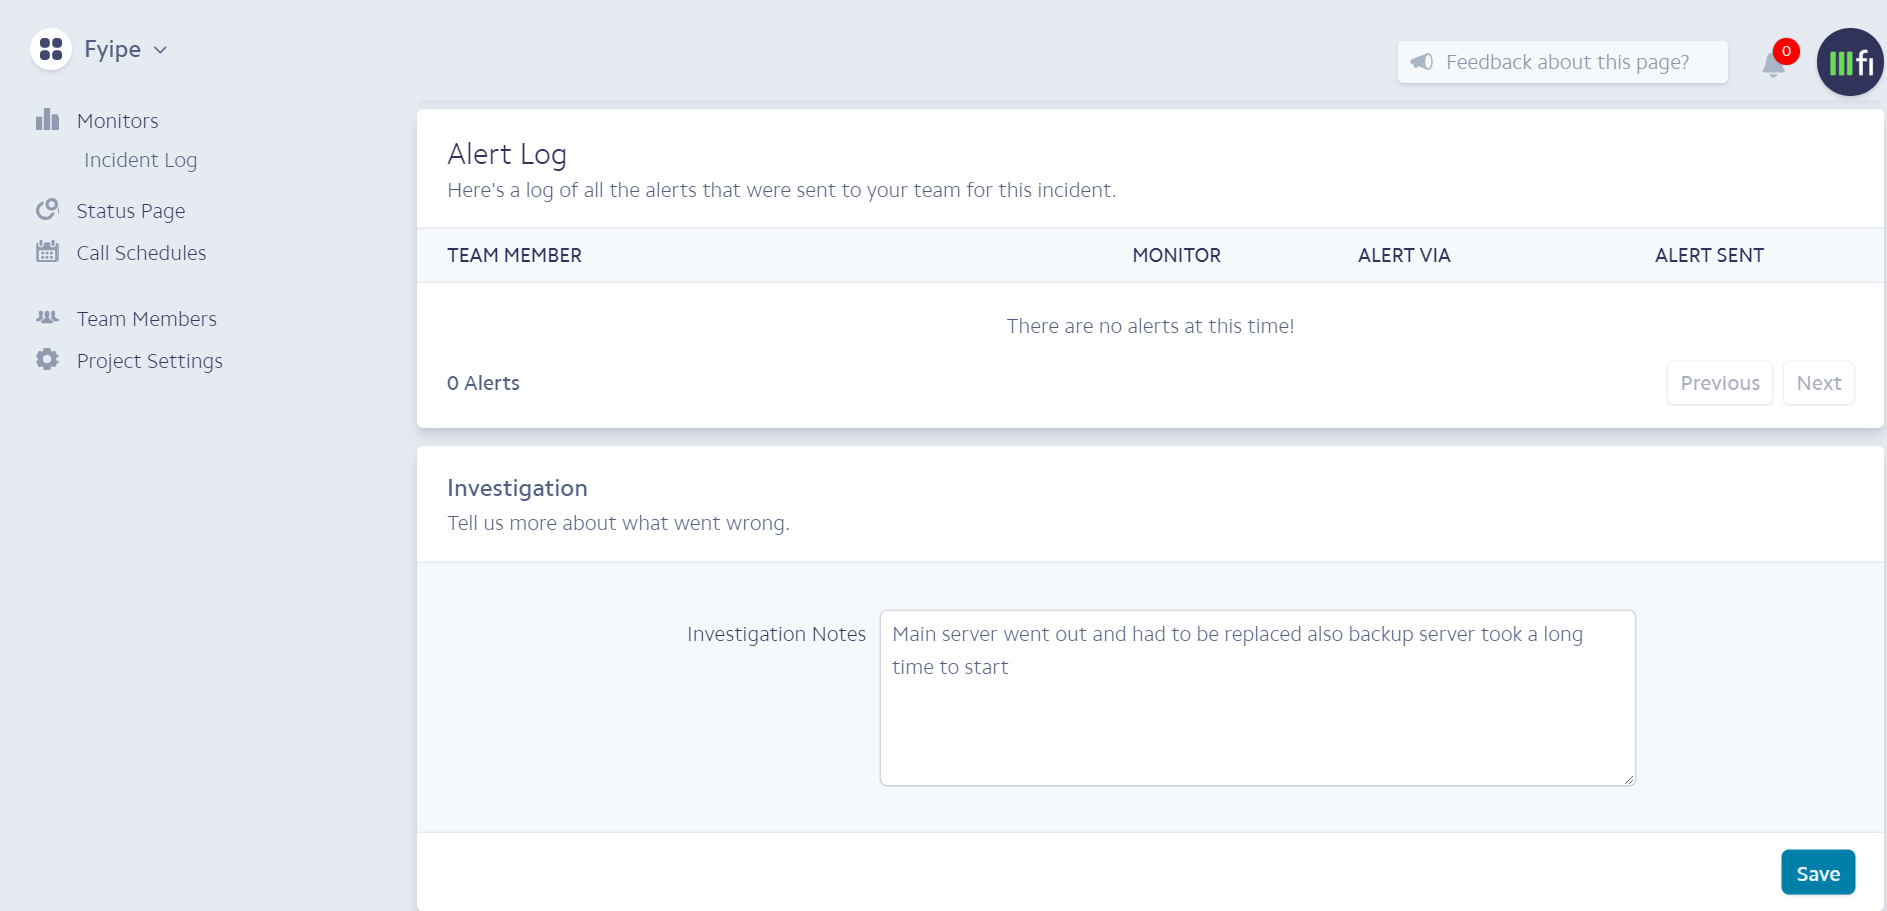 Fyipe
Feedback about this page?
0
fi
Monitors
Incident Log
Status Page
Call Schedules
Team Members
Project Settings
Alert Log
Here's a log of all the alerts that were sent to your team for this incident.
TEAM MEMBER MONITOR ALERT VIA ALERT SENT
There are no alerts at this time!
0 Alerts
Previous Next
Investigation
Tell us more about what went wrong.
Investigation Notes
Main server went out and had to be replaced also backup server took a long
time to start
Save